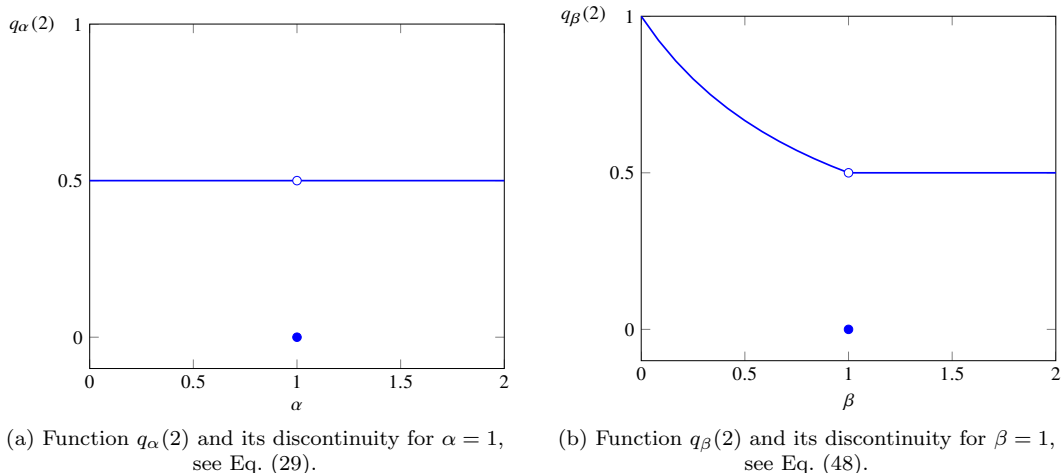 qα(2)
1
0.5
0
0 0.5 1 1.5 2
α
(a) Function qα(2) and its discontinuity for α = 1,
see Eq. (29).
qβ(2)
1
0.5
0
0 0.5 1 1.5 2
β
(b) Function qβ(2) and its discontinuity for β = 1,
see Eq. (48).